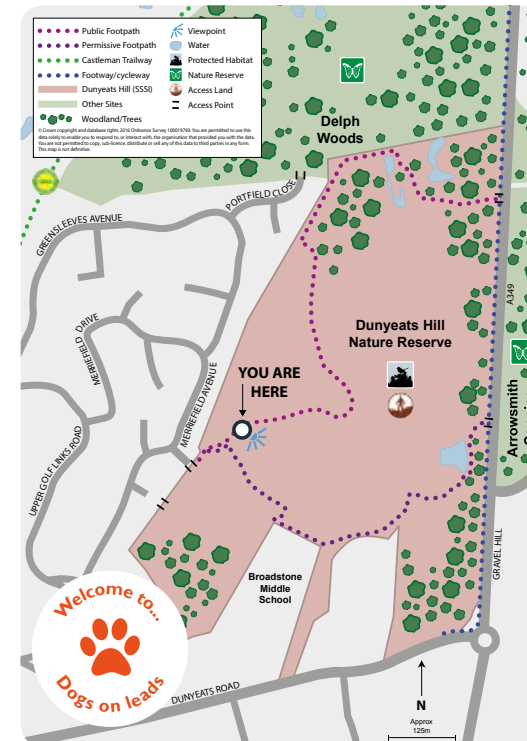 Public Footpath
Permissive Footpath
Castleman Trailway
Footway/cycleway
Dunyeats Hill (SSSI)
Other Sites
Woodland/Trees
Viewpoint
Water
Protected Habitat
Nature Reserve
Access Land
Access Point
© Crown copyright and database rights 2016 Ordnance Survey 100019790. You are permitted to use this
data solely to enable you to respond to, or interact with, the organisation that provided you with the data.
You are not permitted to copy, sub-licence, distribute or sell any of this data to third parties in any form.
This map is not definitive.
Delph
Woods
PORTFIELD CLOSE
GREENSLEEVES AVENUE
A349
MERRIEFIELD DRIVE
Dunyeats Hill
Nature Reserve
YOU ARE
HERE
MERRIEFIELD AVENUE
Arrowsmith
UPPER GOLF LINKS ROAD
GRAVEL HILL
Broadstone
Middle
School
Welcome to...
Dogs on leads
DUNYEATS ROAD
N
Approx
125m